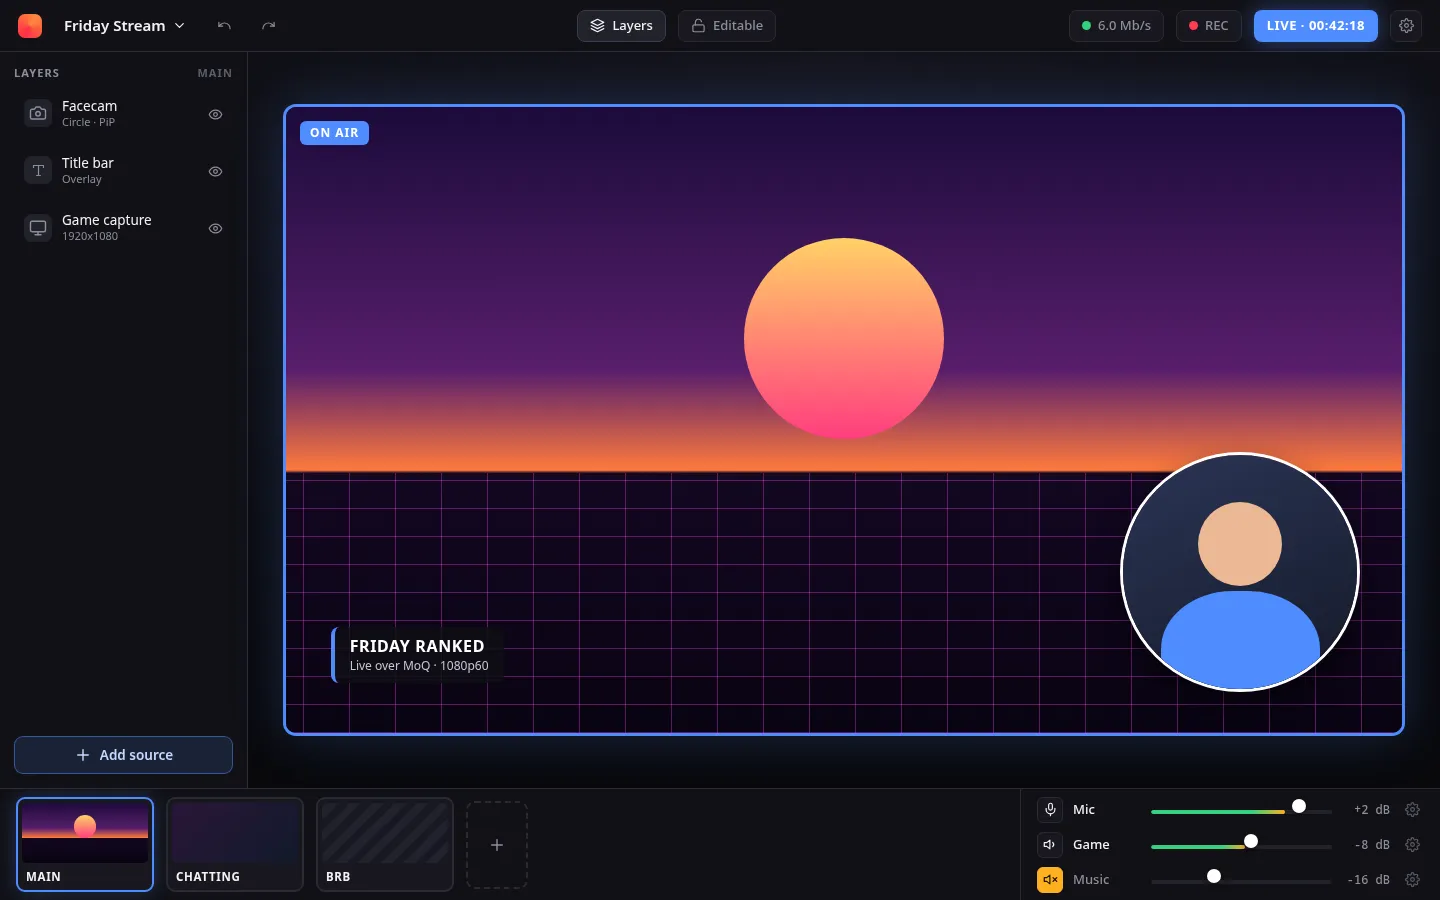 Friday Stream
Layers
Editable
6.0 Mb/s
REC
LIVE · 00:42:18
LAYERS
MAIN
Facecam
Circle · PiP
Title bar
Overlay
Game capture
1920x1080
Add source
ON AIR
FRIDAY RANKED
Live over MoQ · 1080p60
MAIN
CHATTING
BRB
Mic
+2 dB
Game
-8 dB
Music
-16 dB